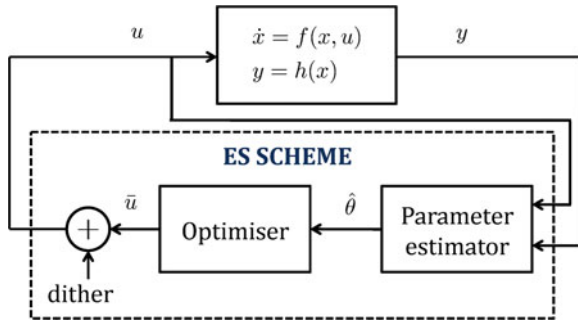 u
ẋ = f(x, u)
y = h(x)
y
ES SCHEME
ū
Optimiser
θ̂
Parameter
estimator
+
dither